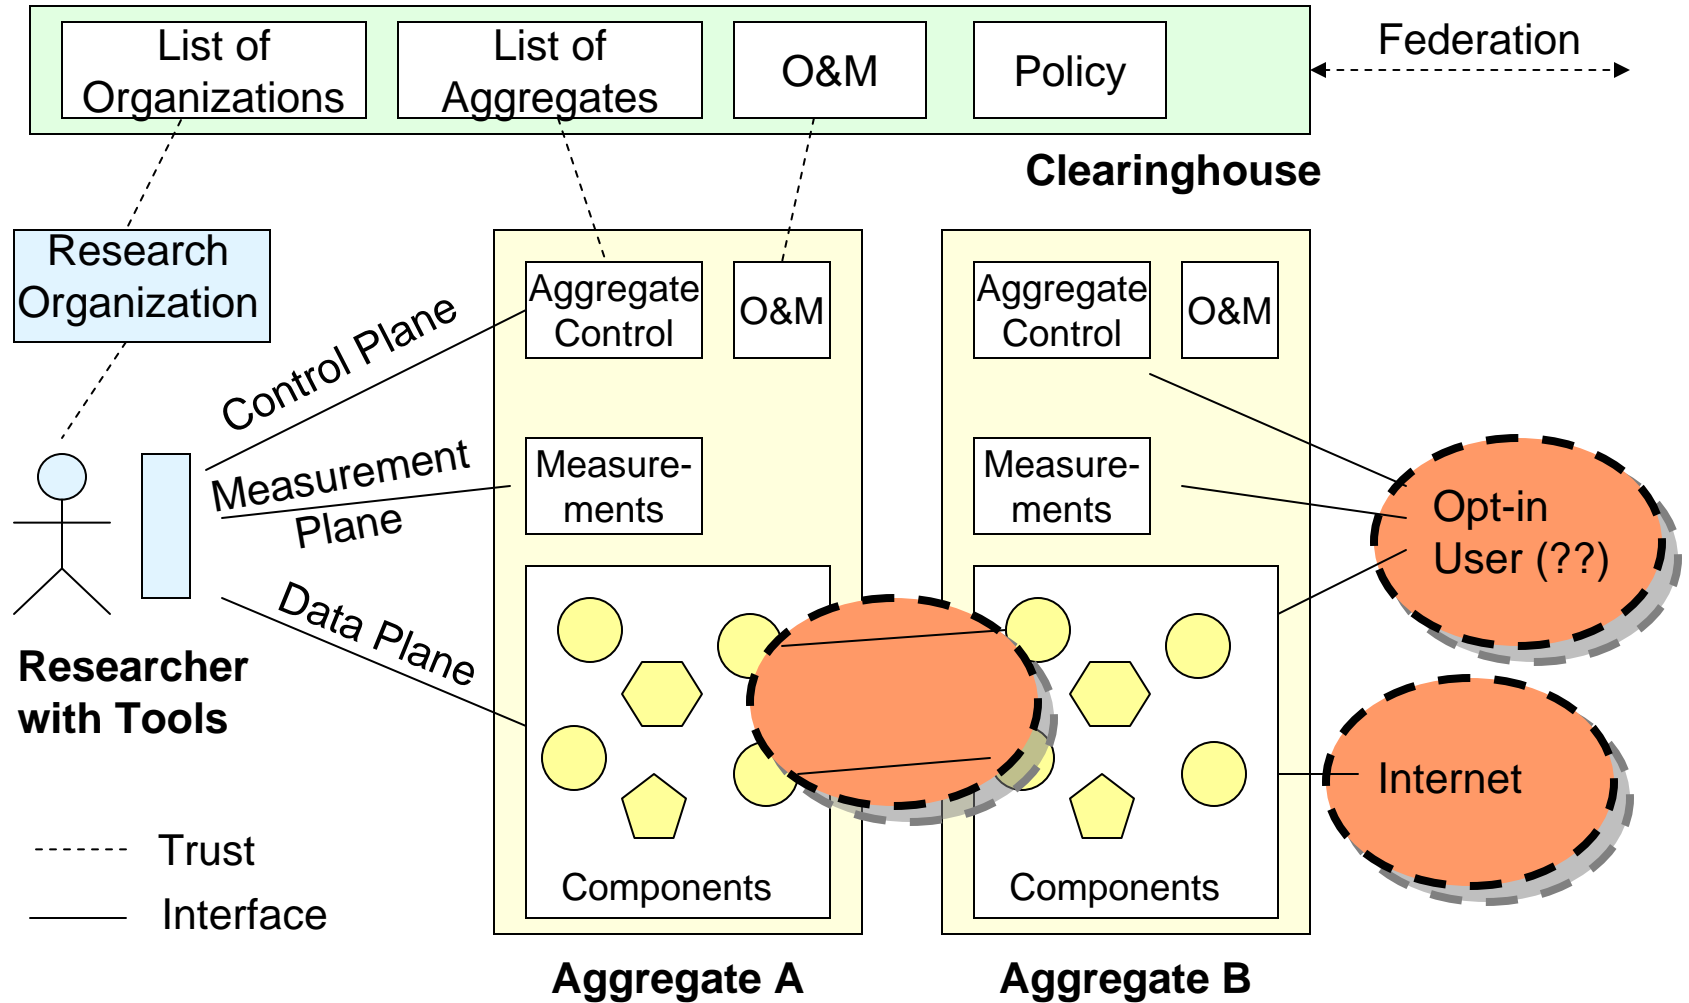 List of
Organizations
List of
Aggregates
O&M
Policy
Federation
Clearinghouse
Research
Organization
Aggregate
Control
O&M
Aggregate
Control
O&M
Control Plane
Measurement
Plane
Data Plane
Measure-
ments
Measure-
ments
Opt-in
User (??)
Researcher
with Tools
Internet
Components
Components
Trust
Interface
Aggregate A
Aggregate B